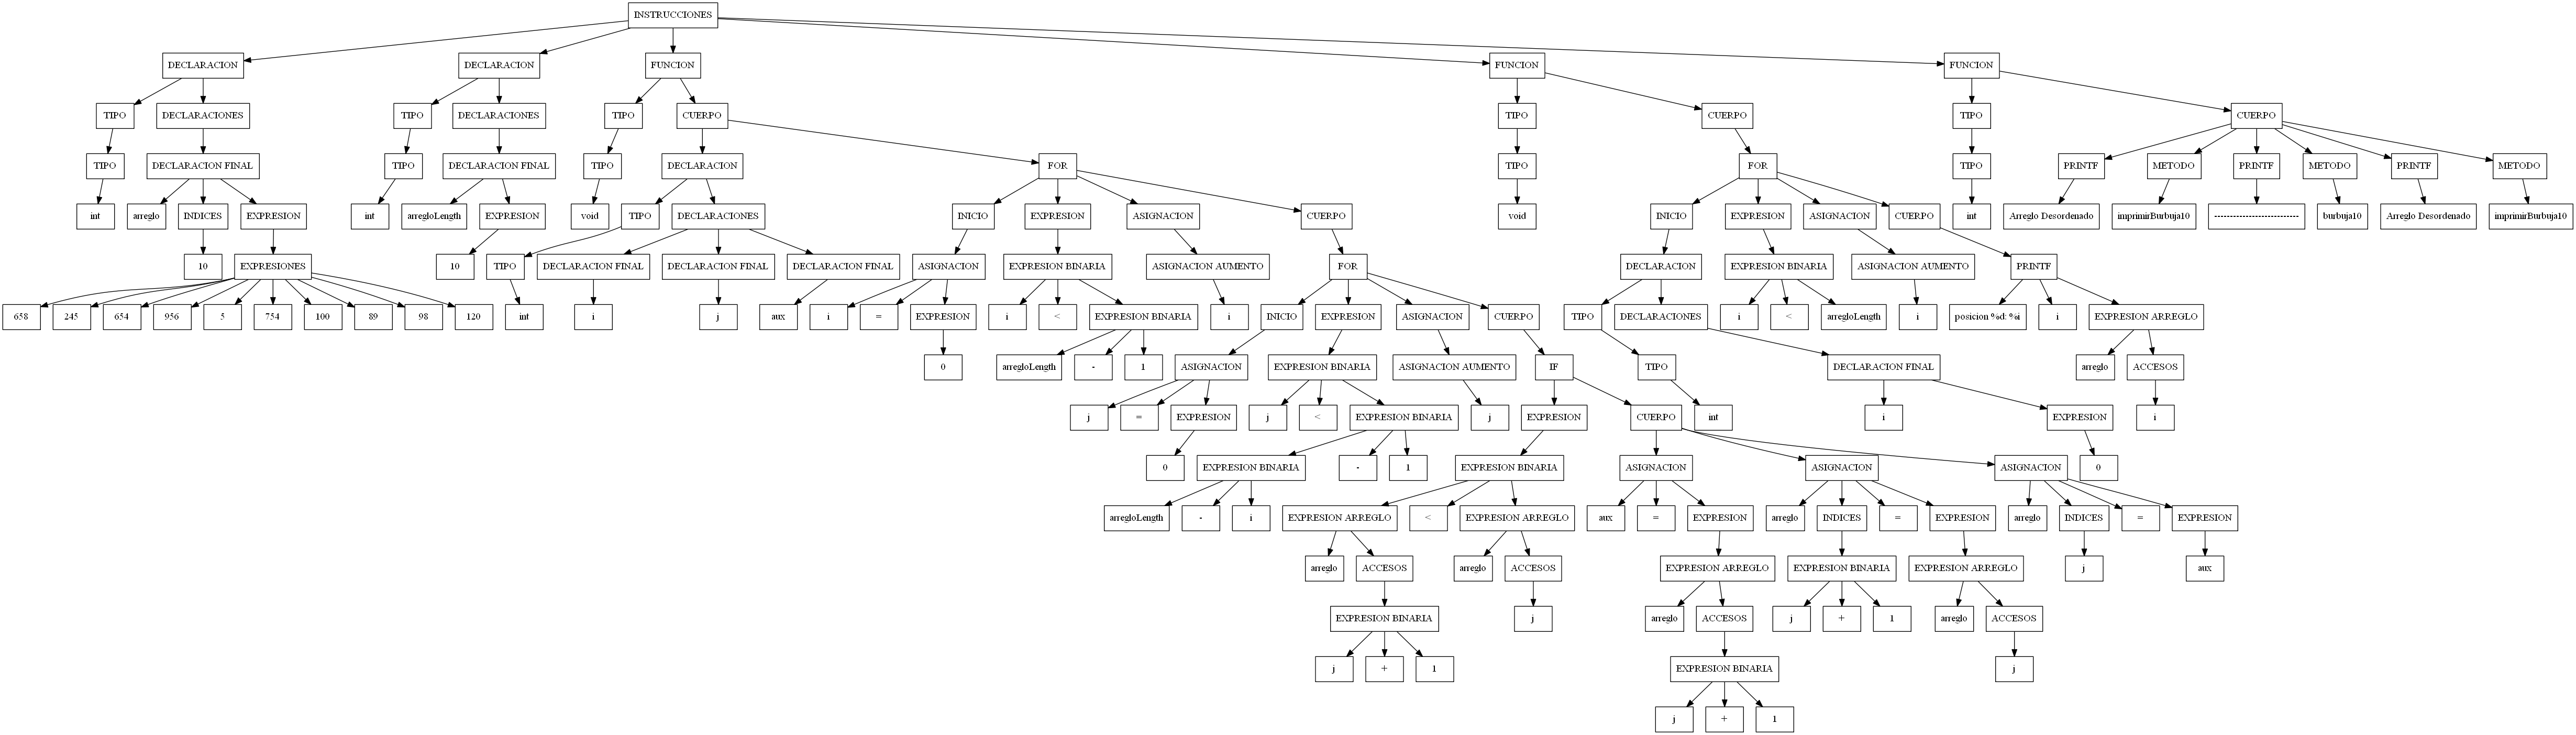 INSTRUCCIONES
DECLARACION DECLARACION FUNCION FUNCION FUNCION
TIPO DECLARACIONES TIPO DECLARACIONES TIPO CUERPO TIPO CUERPO TIPO CUERPO
TIPO DECLARACION FINAL TIPO DECLARACION FINAL TIPO DECLARACION FOR TIPO FOR TIPO PRINTF METODO PRINTF METODO PRINTF METODO
int arreglo INDICES EXPRESION int arregloLength EXPRESION void TIPO DECLARACIONES INICIO EXPRESION ASIGNACION CUERPO void INICIO EXPRESION ASIGNACION CUERPO int Arreglo Desordenado imprimirBurbuja10 --------------------------- burbuja10 Arreglo Desordenado imprimirBurbuja10
10 EXPRESIONES 10 TIPO DECLARACION FINAL DECLARACION FINAL DECLARACION FINAL ASIGNACION EXPRESION BINARIA ASIGNACION AUMENTO FOR DECLARACION EXPRESION BINARIA ASIGNACION AUMENTO PRINTF
658 245 654 956 5 754 100 89 98 120 int i j aux i = EXPRESION i < EXPRESION BINARIA i INICIO EXPRESION ASIGNACION CUERPO TIPO DECLARACIONES i < arregloLength i posicion %d: %i i EXPRESION ARREGLO
0 arregloLength - 1 ASIGNACION EXPRESION BINARIA ASIGNACION AUMENTO IF TIPO DECLARACION FINAL arreglo ACCESOS
j = EXPRESION j < EXPRESION BINARIA j EXPRESION CUERPO int i EXPRESION i
0 EXPRESION BINARIA - 1 EXPRESION BINARIA ASIGNACION ASIGNACION ASIGNACION 0
arregloLength - i EXPRESION ARREGLO < EXPRESION ARREGLO aux = EXPRESION arreglo INDICES = EXPRESION arreglo INDICES = EXPRESION
arreglo ACCESOS arreglo ACCESOS EXPRESION ARREGLO EXPRESION BINARIA EXPRESION ARREGLO j aux
EXPRESION BINARIA j arreglo ACCESOS j + 1 arreglo ACCESOS
j + 1 EXPRESION BINARIA j
j + 1